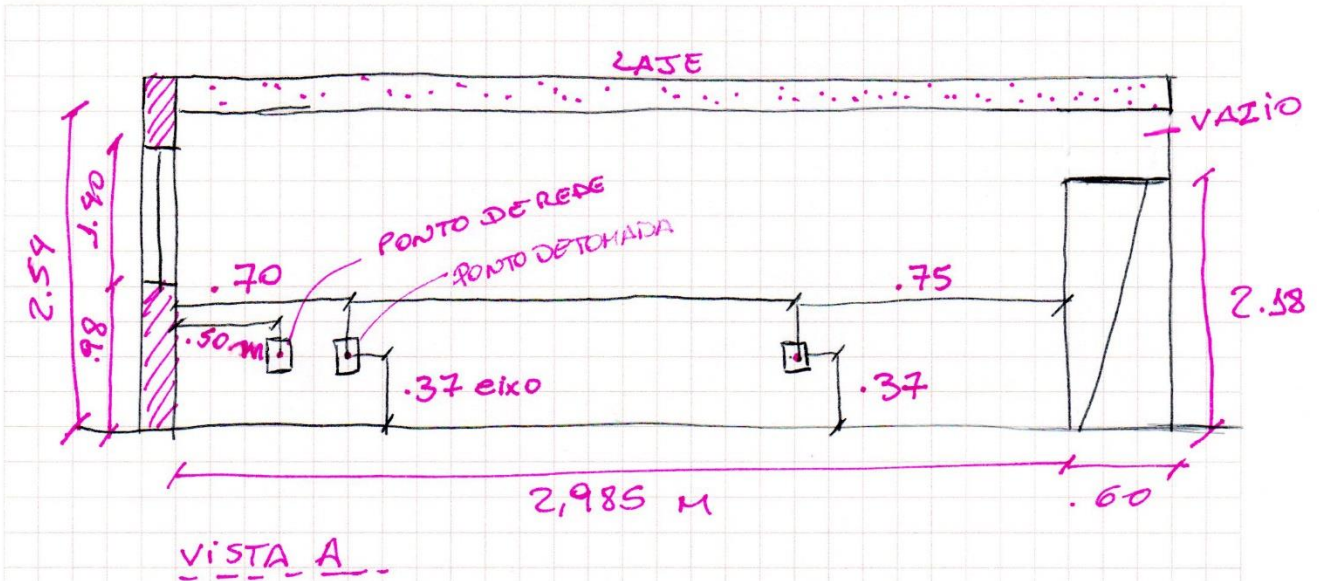 LAJE
VAZIO
2.54
1.40
.98
PONTO DE REDE
PONTO DE TOMADA
.70
.75
2.18
.50 m
.37 eixo
.37
2,985 M
.60
VISTA A